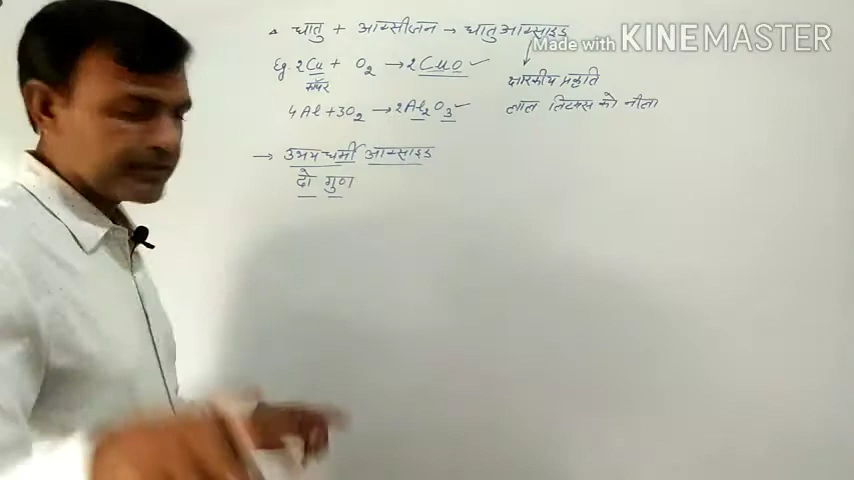 धातु + आक्सीजन → धातु आक्साइड
Made with KINEMASTER
Eg. 2Cu + O2 → 2CuO ✓
कॉपर
क्षारकीय प्रकृति
4Al + 3O2 → 2Al2O3 ✓
लाल लिटमस को नीला
→ उभयधर्मी आक्साइड
दो गुण